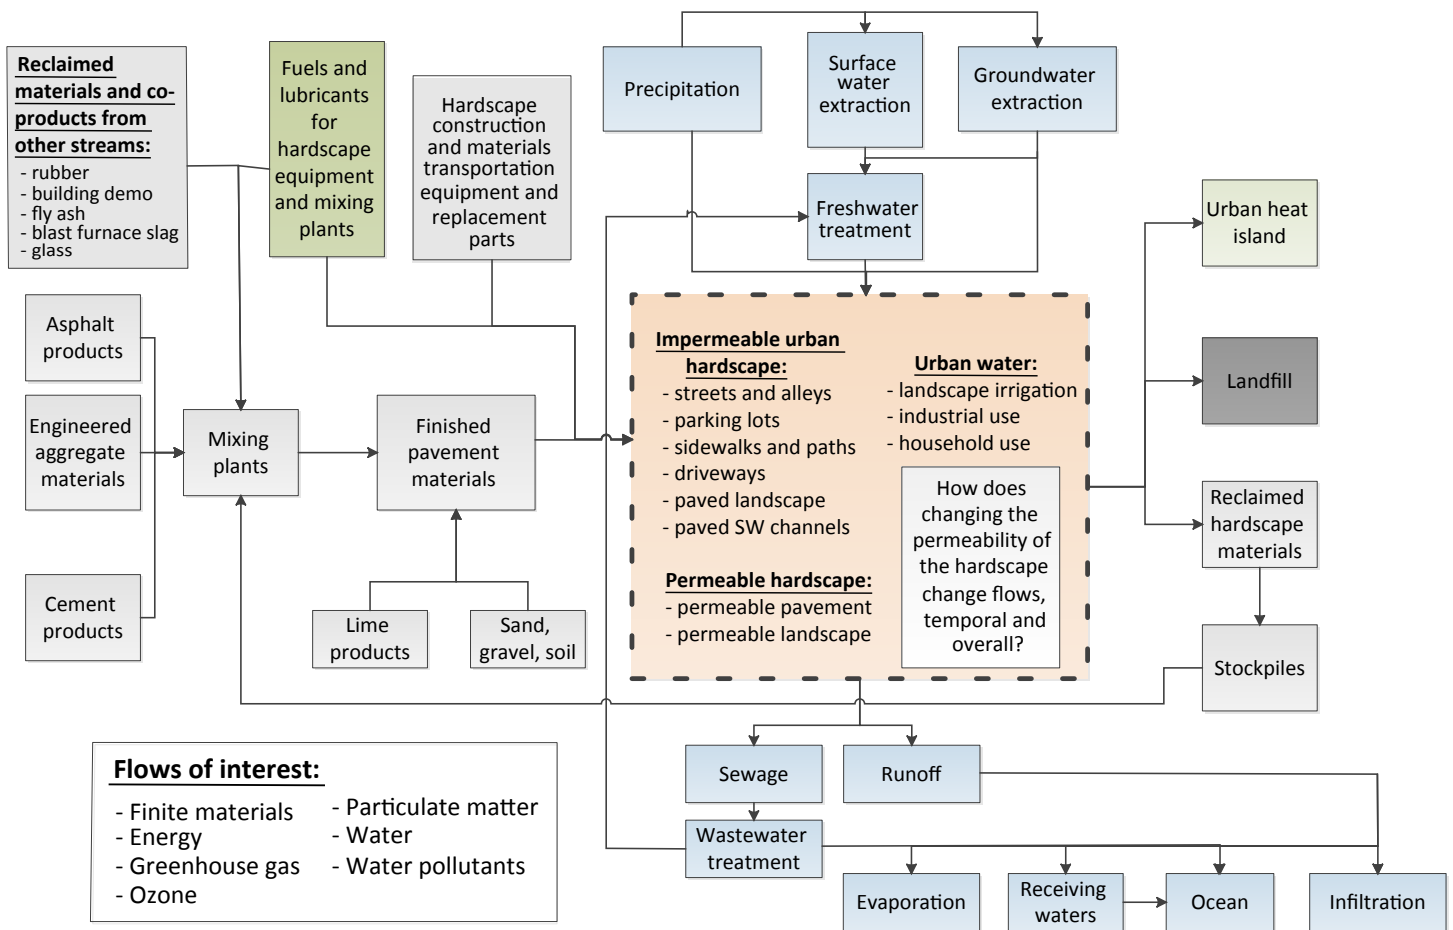 Reclaimed
materials and co-
products from
other streams:
- rubber
- building demo
- fly ash
- blast furnace slag
- glass
Fuels and
lubricants
for
hardscape
equipment
and mixing
plants
Hardscape
construction
and materials
transportation
equipment and
replacement
parts
Precipitation
Surface
water
extraction
Groundwater
extraction
Freshwater
treatment
Urban heat
island
Asphalt
products
Engineered
aggregate
materials
Cement
products
Mixing
plants
Finished
pavement
materials
Lime
products
Sand,
gravel, soil
Impermeable urban
hardscape:
- streets and alleys
- parking lots
- sidewalks and paths
- driveways
- paved landscape
- paved SW channels
Permeable hardscape:
- permeable pavement
- permeable landscape
Urban water:
- landscape irrigation
- industrial use
- household use
How does
changing the
permeability of
the hardscape
change flows,
temporal and
overall?
Landfill
Reclaimed
hardscape
materials
Stockpiles
Flows of interest:
- Finite materials
- Energy
- Greenhouse gas
- Ozone
- Particulate matter
- Water
- Water pollutants
Sewage
Runoff
Wastewater
treatment
Evaporation
Receiving
waters
Ocean
Infiltration